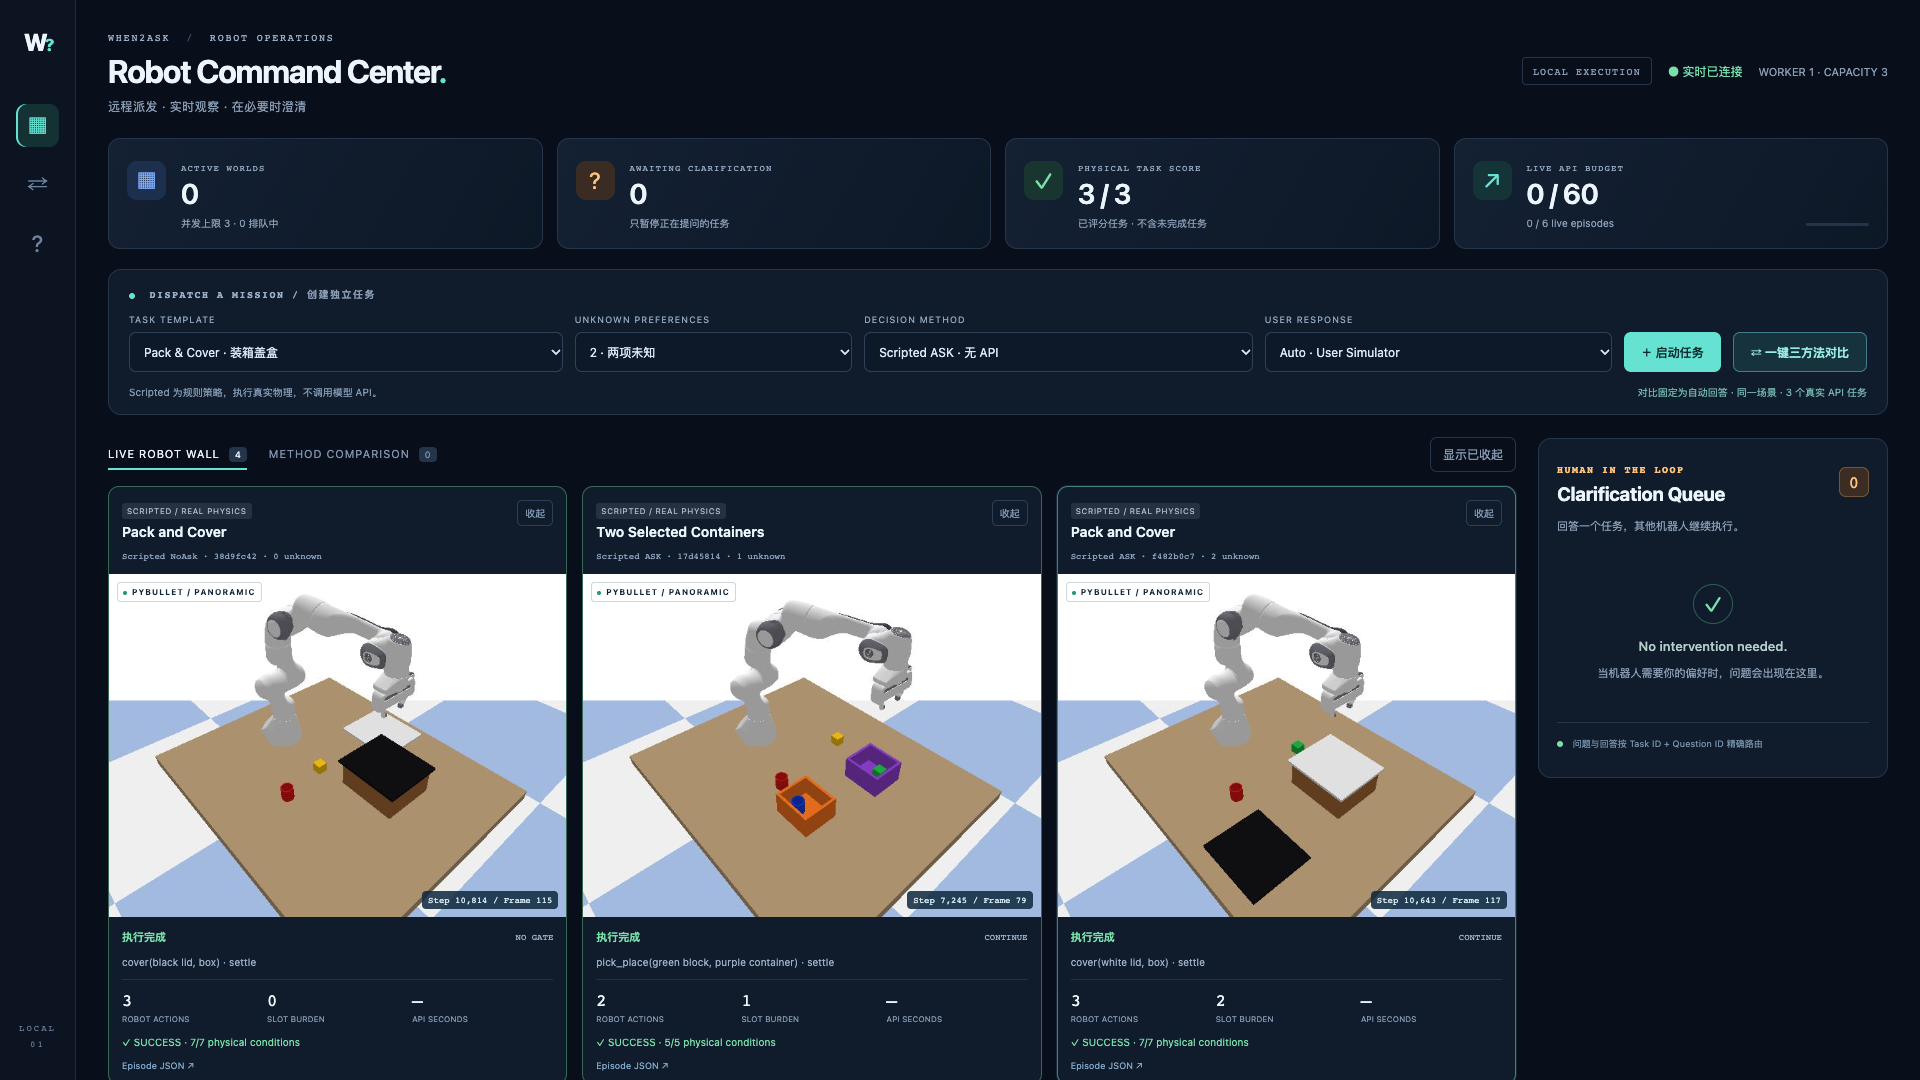 W?
WHEN2ASK / ROBOT OPERATIONS
Robot Command Center.
远程派发 · 实时观察 · 在必要时澄清
LOCAL EXECUTION
实时已连接
WORKER 1 · CAPACITY 3
ACTIVE WORLDS
0
并发上限 3 · 0 排队中
?
AWAITING CLARIFICATION
0
只暂停正在提问的任务
PHYSICAL TASK SCORE
3/3
已评分任务 · 不含未完成任务
LIVE API BUDGET
0/60
0 / 6 live episodes
?
DISPATCH A MISSION / 创建独立任务
TASK TEMPLATE
Pack & Cover · 装箱盖盒
UNKNOWN PREFERENCES
2 · 两项未知
DECISION METHOD
Scripted ASK · 无 API
USER RESPONSE
Auto · User Simulator
+ 启动任务
⇄ 一键三方法对比
Scripted 为规则策略，执行真实物理，不调用模型 API。
对比固定为自动回答 · 同一场景 · 3 个真实 API 任务
LIVE ROBOT WALL 4
METHOD COMPARISON 0
显示已收起
SCRIPTED / REAL PHYSICS
收起
Pack and Cover
Scripted NoAsk · 38d9fc42 · 0 unknown
PYBULLET / PANORAMIC
Step 10,814 / Frame 115
执行完成
NO GATE
cover(black lid, box) · settle
3
0
—
ROBOT ACTIONS
SLOT BURDEN
API SECONDS
✓ SUCCESS · 7/7 physical conditions
Episode JSON ↗
SCRIPTED / REAL PHYSICS
收起
Two Selected Containers
Scripted ASK · 17d45814 · 1 unknown
PYBULLET / PANORAMIC
Step 7,245 / Frame 79
执行完成
CONTINUE
pick_place(green block, purple container) · settle
2
1
—
ROBOT ACTIONS
SLOT BURDEN
API SECONDS
✓ SUCCESS · 5/5 physical conditions
Episode JSON ↗
SCRIPTED / REAL PHYSICS
收起
Pack and Cover
Scripted ASK · f482b0c7 · 2 unknown
PYBULLET / PANORAMIC
Step 10,643 / Frame 117
执行完成
CONTINUE
cover(white lid, box) · settle
3
2
—
ROBOT ACTIONS
SLOT BURDEN
API SECONDS
✓ SUCCESS · 7/7 physical conditions
Episode JSON ↗
HUMAN IN THE LOOP
Clarification Queue
0
回答一个任务，其他机器人继续执行。
No intervention needed.
当机器人需要你的偏好时，问题会出现在这里。
问题与回答按 Task ID + Question ID 精确路由
LOCAL
01